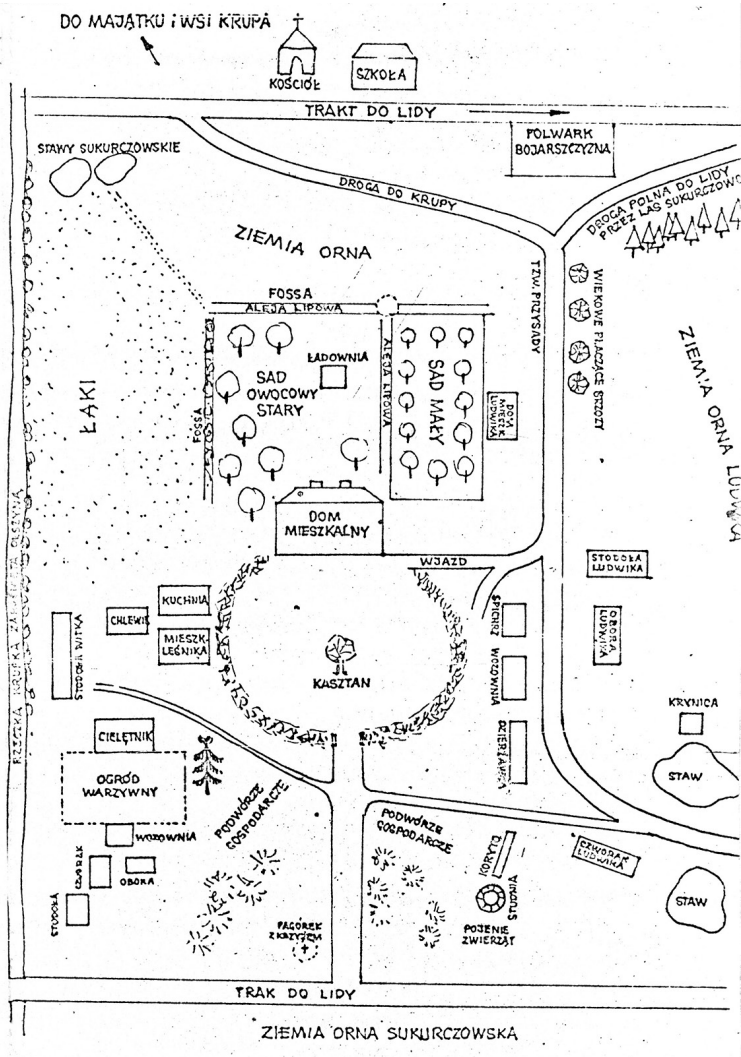 DO MAJĄTKU I WSI KRUPA
KOŚCIÓŁ
SZKOŁA
TRAKT DO LIDY
FOLWARK
BOJARSZCZYZNA
STAWY SUKURCZOWSKIE
DROGA DO KRUPY
DROGA POLNA DO LIDY
PRZEZ LAS SUKURCZOWS
ZIEMIA ORNA
TZW. PRZYSADY
WIEKOWE PŁACZĄCE BRZOZY
ZIEMIA ORNA LUDWIKA
FOSSA
ALEJA LIPOWA
ŁĄKI
FOSSA
SAD
OWOCOWY
STARY
ŁADOWNIA
ALEJA LIPOWA
SAD MAŁY
DOM
MIESZK
LUDWIKA
DOM
MIESZKALNY
WJAZD
STODOŁA
LUDWIKA
OBORA
LUDWIKA
KUCHNIA
CHLEWIK
MIESZK-
LEŚNIKA
STODOŁA WITKA
SPICHRZ
WOZOWNIA
KASZTAN
KRYNICA
STAW
CIELĘTNIK
OGRÓD
WARZYWNY
PODWÓRZE
GOSPODARCZE
PODWÓRZE
GOSPODARCZE
KORYTO
CZWORAK
LUDWIKA
WOZOWNIA
CZWORAK
OBORA
STODOŁA
STUDNIA
POJENIE
ZWIERZĄT
STAW
PAGÓREK
Z KRZYŻEM
TRAK DO LIDY
ZIEMIA ORNA SUKURCZOWSKA